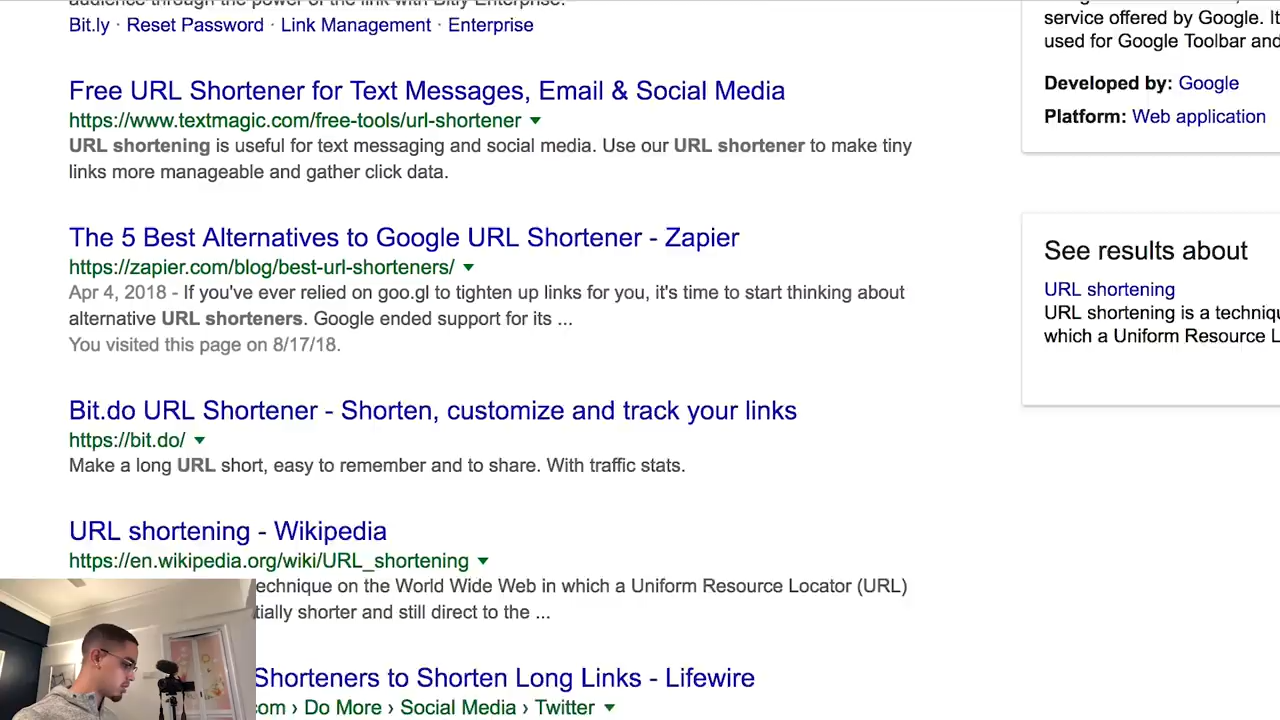 audience through the power of the link with Bitly Enterprise.
Bit.ly · Reset Password · Link Management · Enterprise
Free URL Shortener for Text Messages, Email & Social Media
https://www.textmagic.com/free-tools/url-shortener
URL shortening is useful for text messaging and social media. Use our URL shortener to make tiny
links more manageable and gather click data.
The 5 Best Alternatives to Google URL Shortener - Zapier
https://zapier.com/blog/best-url-shorteners/
Apr 4, 2018 - If you've ever relied on goo.gl to tighten up links for you, it's time to start thinking about
alternative URL shorteners. Google ended support for its ...
You visited this page on 8/17/18.
Bit.do URL Shortener - Shorten, customize and track your links
https://bit.do/
Make a long URL short, easy to remember and to share. With traffic stats.
URL shortening - Wikipedia
https://en.wikipedia.org/wiki/URL_shortening
echnique on the World Wide Web in which a Uniform Resource Locator (URL)
tially shorter and still direct to the ...
Shorteners to Shorten Long Links - Lifewire
com › Do More › Social Media › Twitter
service offered by Google. It
used for Google Toolbar and
Developed by: Google
Platform: Web application
See results about
URL shortening
URL shortening is a techniqu
which a Uniform Resource L